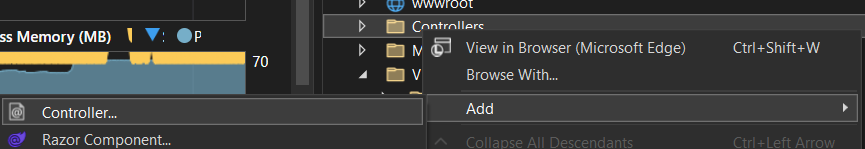 wwwroot
ss Memory (MB)
P
Controllers
View in Browser (Microsoft Edge) Ctrl+Shift+W
M
70
V
Browse With...
Controller...
Add
Razor Component...
Collapse All Descendants Ctrl+Left Arrow